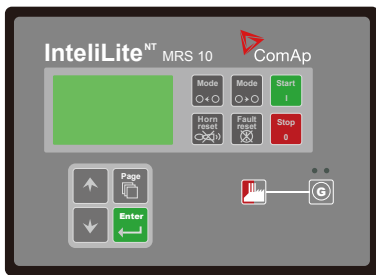 InteliLite NT MRS 10
ComAp
Mode Mode Start
I
Horn reset Fault reset Stop
0
Page
Enter
G